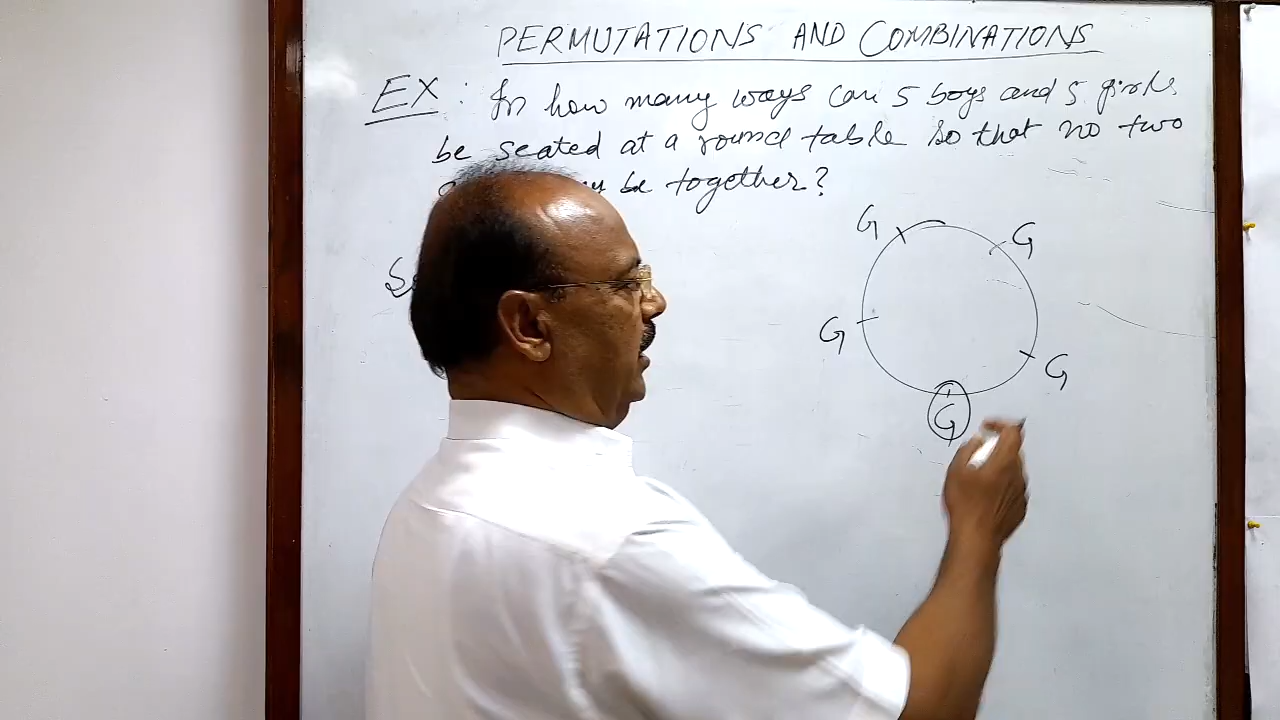 PERMUTATIONS AND COMBINATIONS
EX : In how many ways can 5 boys and 5 girls
be seated at a round table so that no two
be together?
G
G
G
G
G